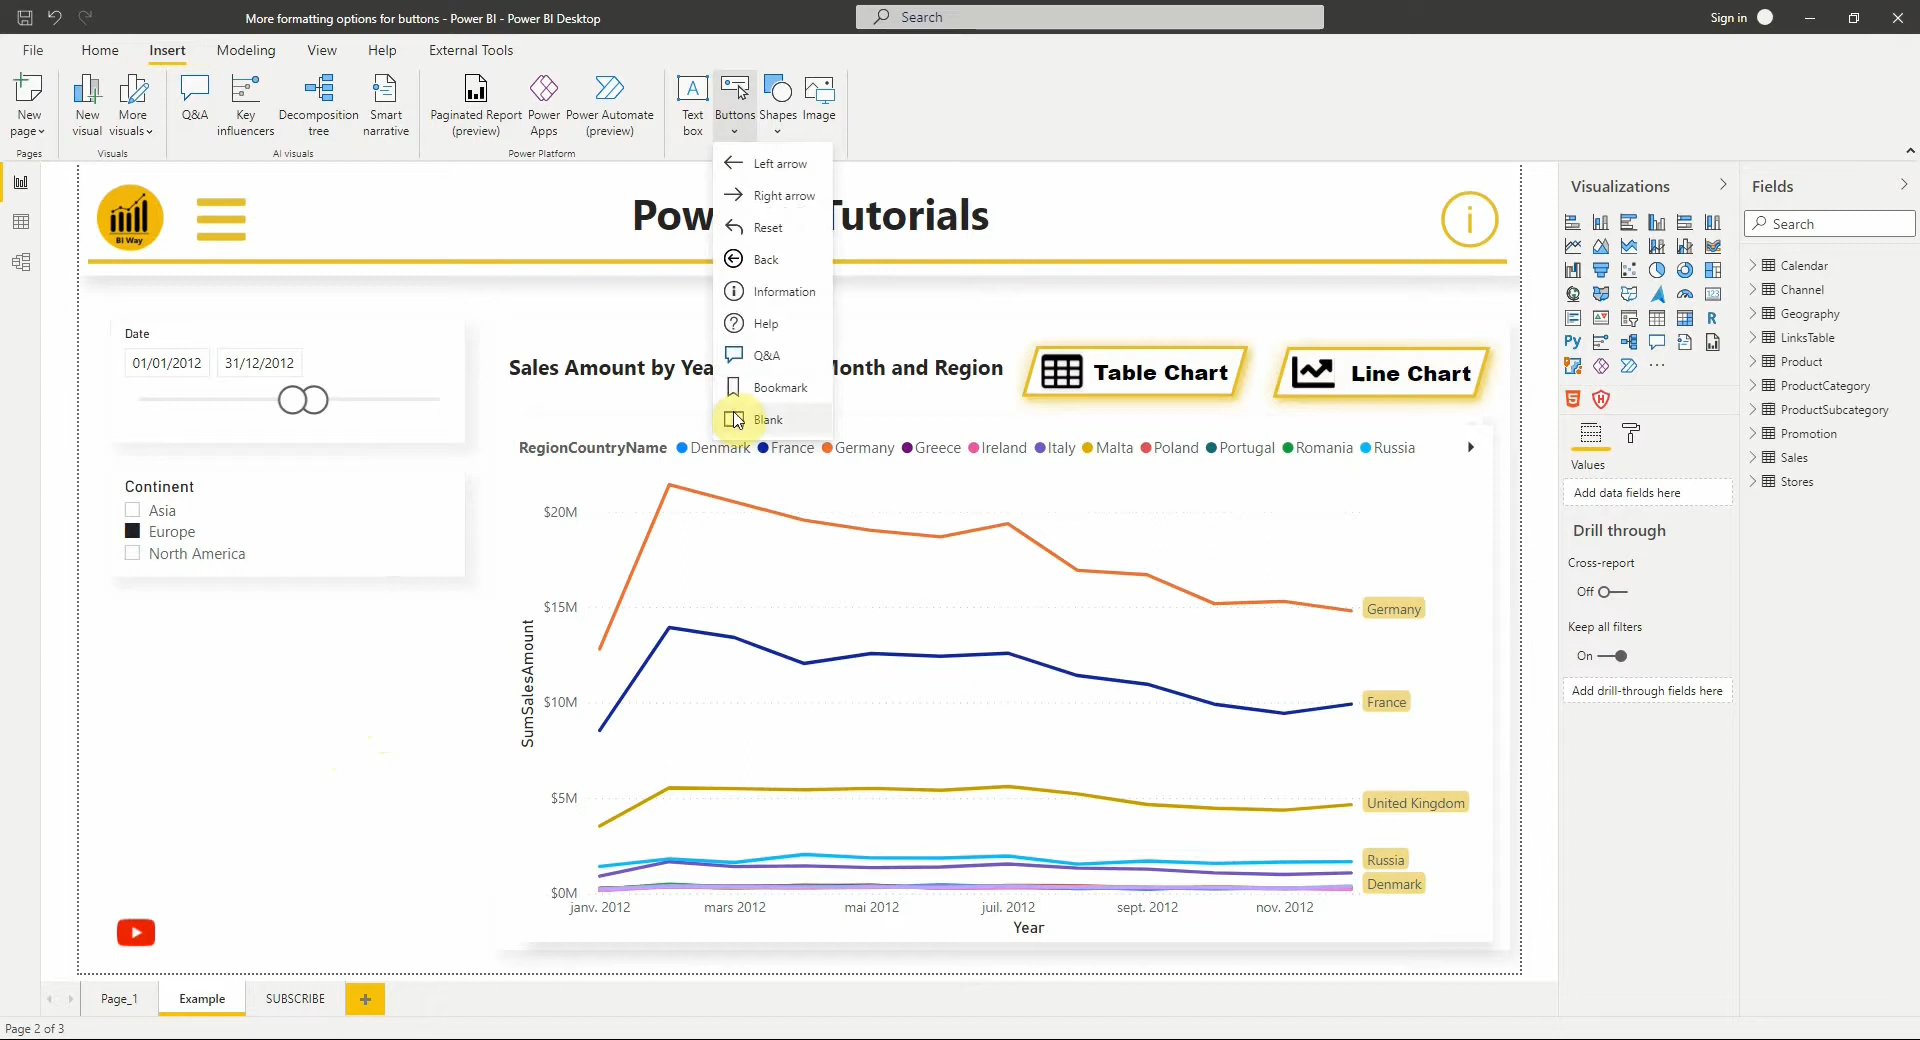 More formatting options for buttons - Power BI - Power BI Desktop
Search
Sign in
File
Home
Insert
Modeling
View
Help
External Tools
New page
New visual
More visuals
Q&A
Key influencers
Decomposition tree
Smart narrative
Paginated Report (preview)
Power Apps
Power Automate (preview)
Text box
Buttons
Shapes
Image
Pages
Visuals
AI visuals
Power Platform
Left arrow
Right arrow
Reset
Back
Information
Help
Q&A
Bookmark
Blank
BI Way
Pow
utorials
Date
01/01/2012
31/12/2012
Continent
Asia
Europe
North America
Sales Amount by Yea
onth and Region
Table Chart
Line Chart
RegionCountryName Denmark France Germany Greece Ireland Italy Malta Poland Portugal Romania Russia
$20M
$15M
$10M
$5M
$0M
SumSalesAmount
Germany
France
United Kingdom
Russia
Denmark
janv. 2012
mars 2012
mai 2012
juil. 2012
sept. 2012
nov. 2012
Year
Visualizations
R
Py
Values
Add data fields here
Drill through
Cross-report
Off
Keep all filters
On
Add drill-through fields here
Fields
Search
Calendar
Channel
Geography
LinksTable
Product
ProductCategory
ProductSubcategory
Promotion
Sales
Stores
Page_1
Example
SUBSCRIBE
Page 2 of 3